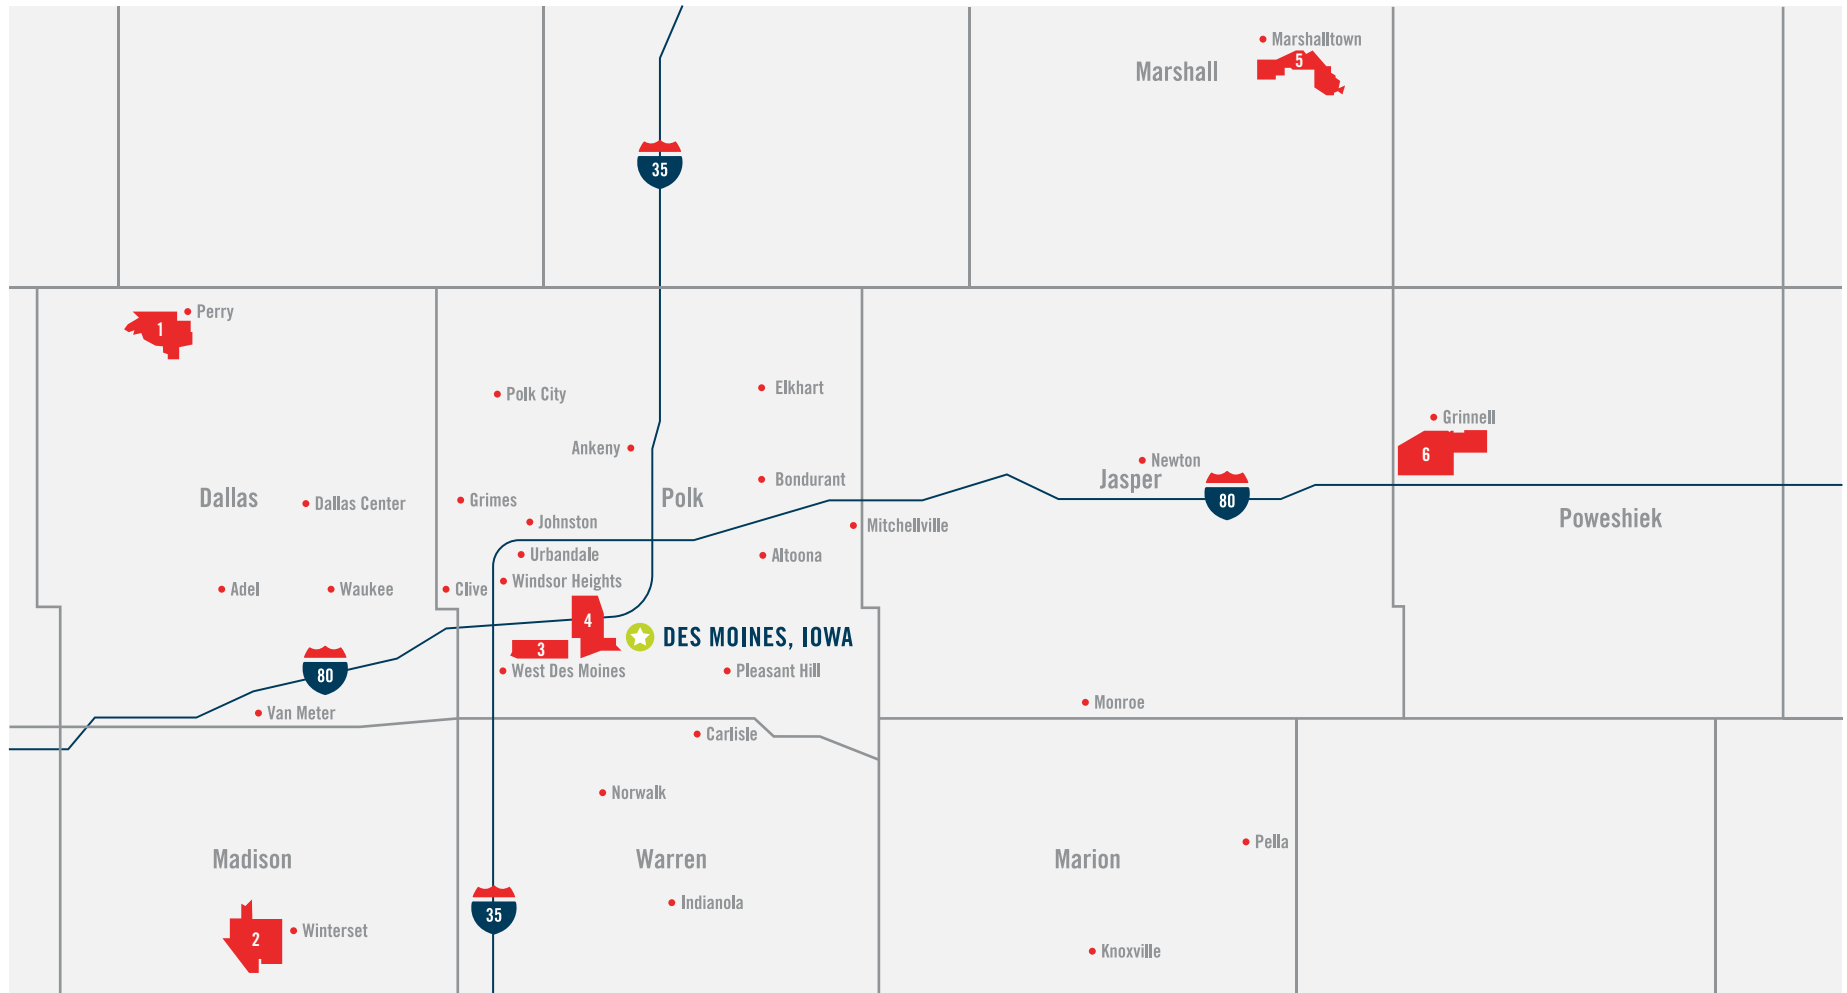 Marshalltown
5
Marshall
35
Perry
1
Elkhart
Polk City
Grinnell
Ankeny
6
Newton
Jasper
Bondurant
Dallas
Dallas Center
Grimes
Polk
80
Johnston
Mitchellville
Poweshiek
Urbandale
Altoona
Windsor Heights
Adel
Waukee
Clive
4
DES MOINES, IOWA
3
West Des Moines
Pleasant Hill
80
Monroe
Van Meter
Carlisle
Norwalk
Pella
Madison
Warren
Marion
Indianola
35
Winterset
2
Knoxville